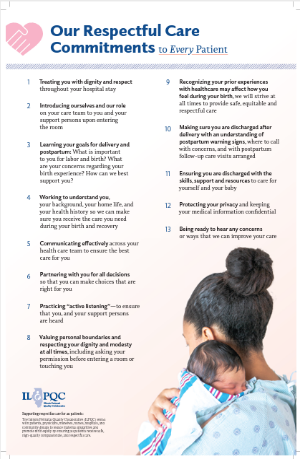 Our Respectful Care
Commitments to Every Patient
1 Treating you with dignity and respect
throughout your hospital stay
2 Introducing ourselves and our role
on your care team to you and your
support persons upon entering
the room
3 Learning your goals for delivery and
postpartum: What is important
to you for labor and birth? What
are your concerns regarding your
birth experience? How can we best
support you?
4 Working to understand you,
your background, your home life, and
your health history so we can make
sure you receive the care you need
during your birth and recovery
5 Communicating effectively across your
health care team to ensure the best
care for you
6 Partnering with you for all decisions
so that you can make choices that are
right for you
7 Practicing “active listening”—to ensure
that you, and your support persons
are heard
8 Valuing personal boundaries and
respecting your dignity and modesty
at all times, including asking your
permission before entering a room or
touching you
9 Recognizing your prior experiences
with healthcare may affect how you
feel during your birth, we will strive at
all times to provide safe, equitable and
respectful care
10 Making sure you are discharged after
delivery with an understanding of
postpartum warning signs, where to call
with concerns, and with postpartum
follow-up care visits arranged
11 Ensuring you are discharged with the
skills, support and resources to care for
yourself and your baby
12 Protecting your privacy and keeping
your medical information confidential
13 Being ready to hear any concerns
or ways that we can improve your care
ILPQC